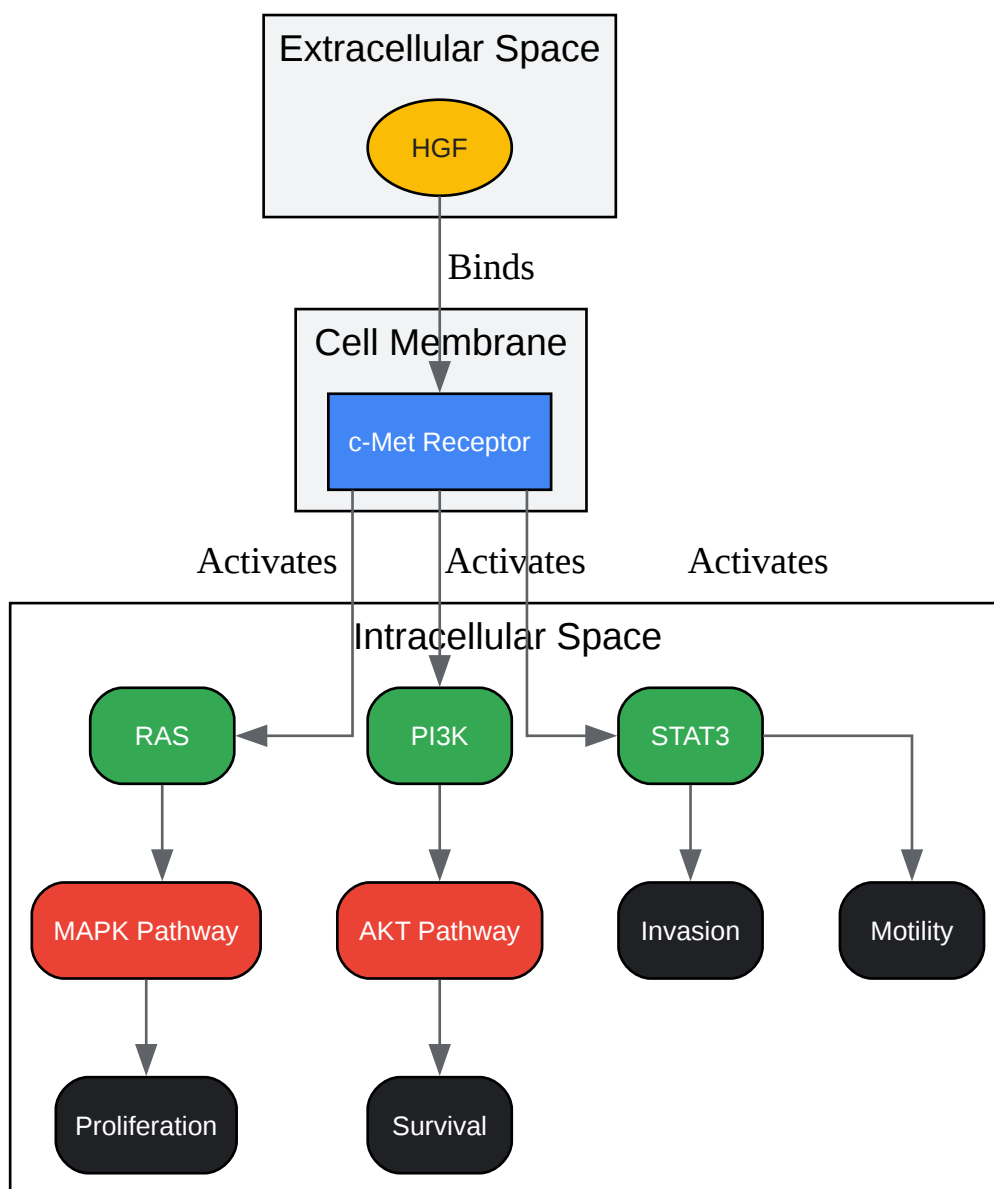 Extracellular Space
HGF
Binds
Cell Membrane
c-Met Receptor
Activates Activates Activates
Intracellular Space
RAS PI3K STAT3
MAPK Pathway AKT Pathway Invasion Motility
Proliferation Survival